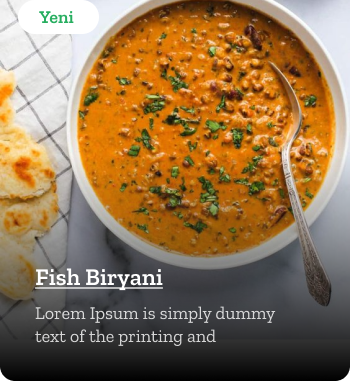 Yeni
Fish Biryani
Lorem Ipsum is simply dummy
text of the printing and